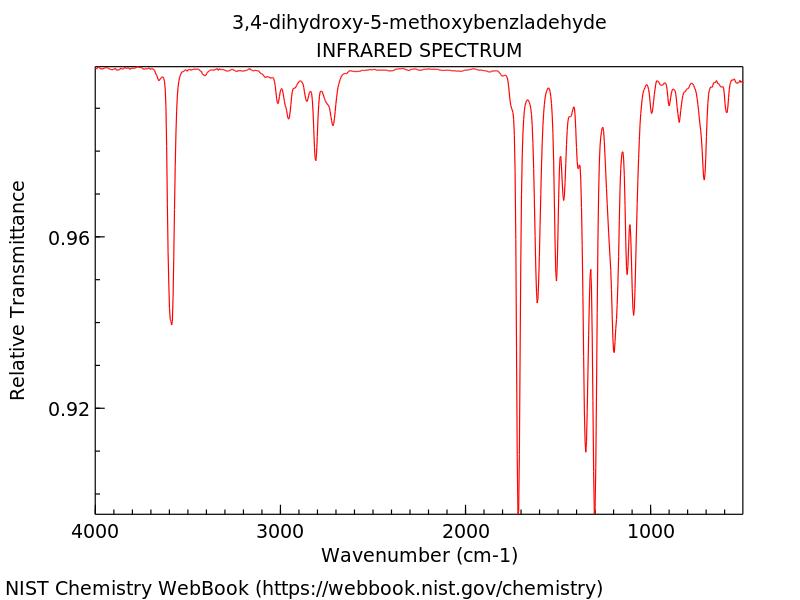 3,4-dihydroxy-5-methoxybenzladehyde
INFRARED SPECTRUM
Relative Transmittance
0.96
0.92
4000 3000 2000 1000
Wavenumber (cm-1)
NIST Chemistry WebBook (https://webbook.nist.gov/chemistry)